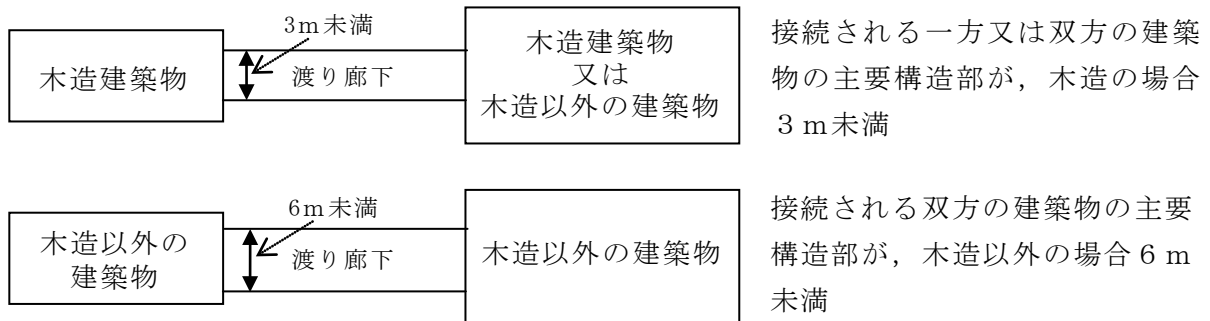 3m未満
木造建築物
渡り廊下
木造建築物
又は
木造以外の建築物
接続される一方又は双方の建築
物の主要構造部が，木造の場合
３ｍ未満
6m未満
木造以外の
建築物
渡り廊下
木造以外の建築物
接続される双方の建築物の主要
構造部が，木造以外の場合６ｍ
未満